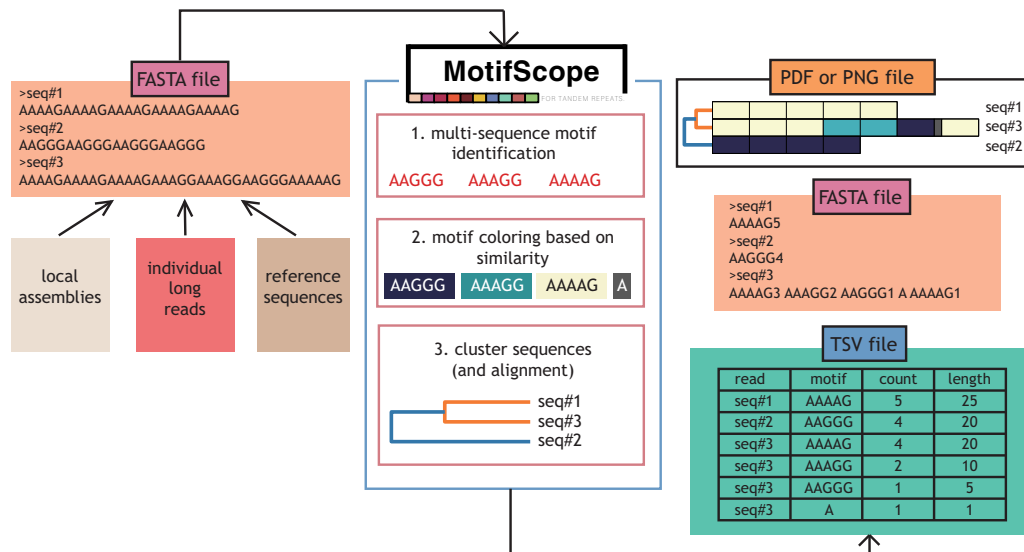 FASTA file
>seq#1
AAAAGAAAAGAAAAGAAAAGAAAAG
>seq#2
AAGGGAAGGGAAGGGAAGGG
>seq#3
AAAAGAAAAGAAAAGAAAGGAAAGGAAGGGAAAAAG
local
assemblies
individual
long
reads
reference
sequences
MotifScope
FOR TANDEM REPEATS
1. multi-sequence motif
identification
AAGGG AAAGG AAAAG
2. motif coloring based on
similarity
AAGGG AAAGG AAAAG A
3. cluster sequences
(and alignment)
seq#1
seq#3
seq#2
PDF or PNG file
seq#1
seq#3
seq#2
FASTA file
>seq#1
AAAAG5
>seq#2
AAGGG4
>seq#3
AAAAG3 AAAGG2 AAGGG1 A AAAAG1
TSV file
read motif count length
seq#1 AAAAG 5 25
seq#2 AAGGG 4 20
seq#3 AAAAG 4 20
seq#3 AAAGG 2 10
seq#3 AAGGG 1 5
seq#3 A 1 1